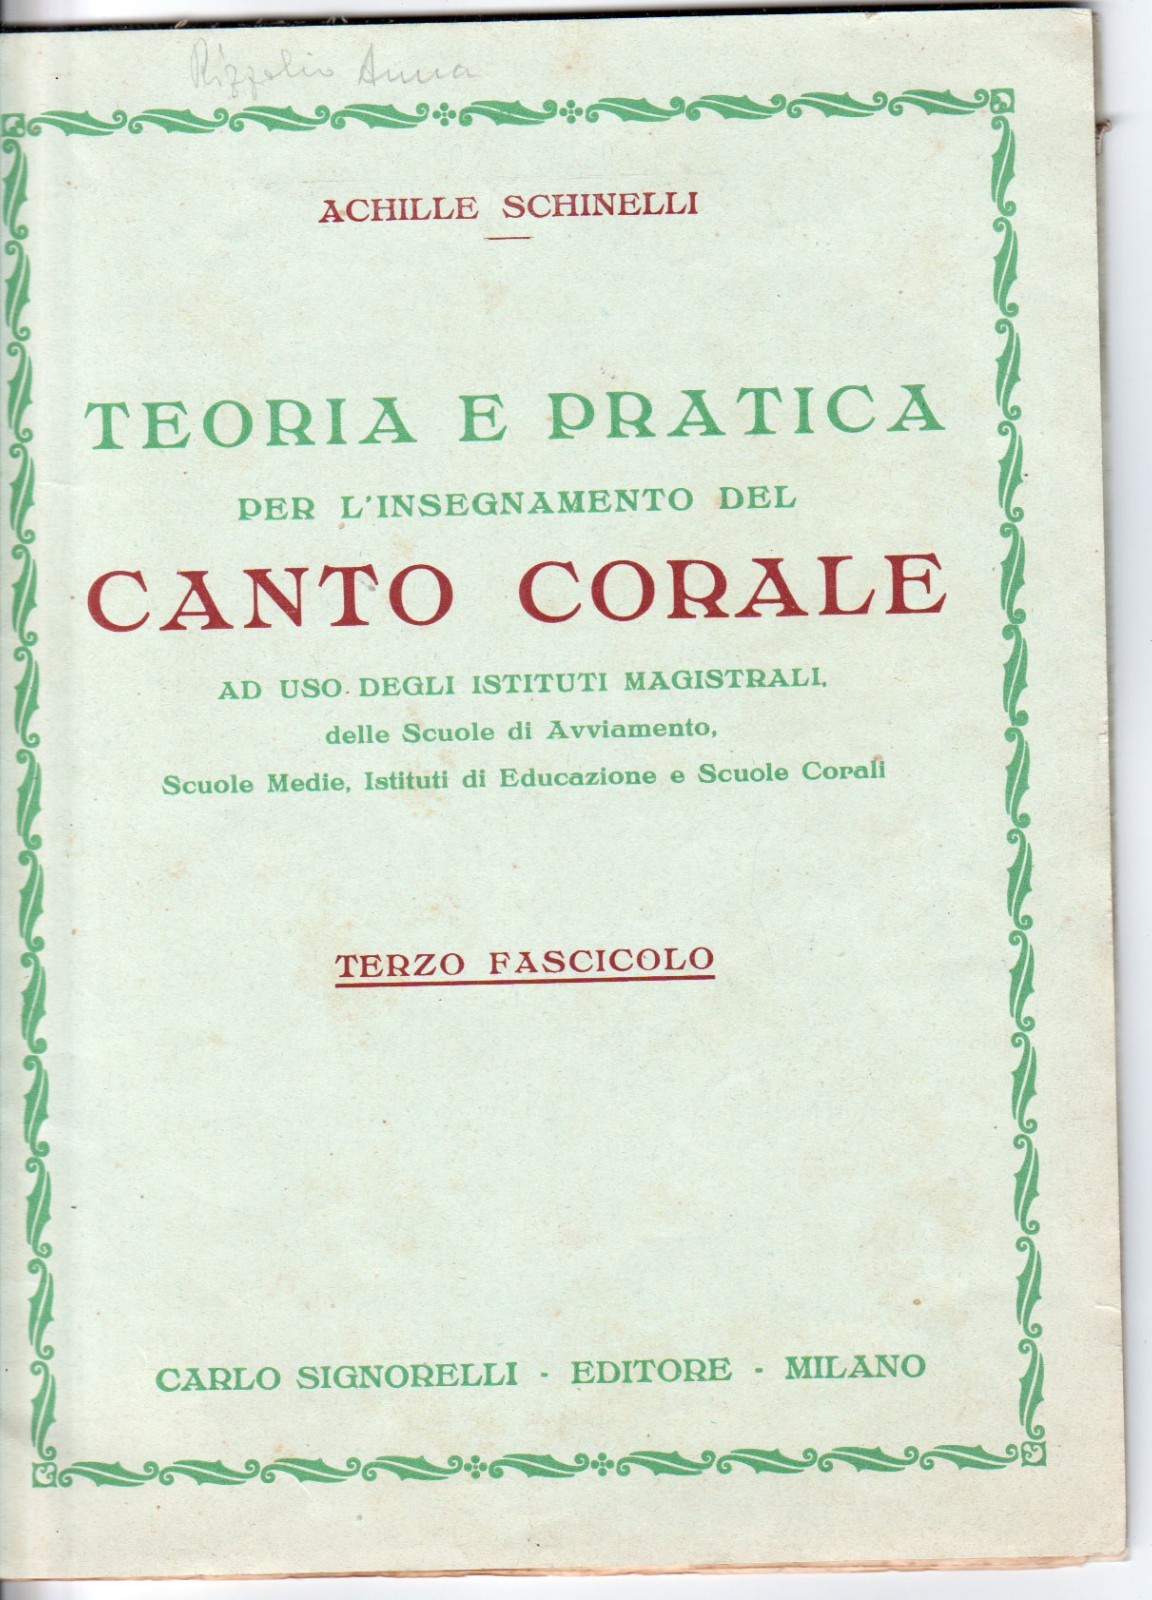 Anna
ACHILLE SCHINELLI
TEORIA E PRATICA
PER L'INSEGNAMENTO DEL
CANTO CORALE
AD USO DEGLI ISTITUTI MAGISTRALI,
delle Scuole di Avviamento,
Scuole Medie, Istituti di Educazione e Scuole Corali
TERZO FASCICOLO
CARLO SIGNORELLI - EDITORE - MILANO